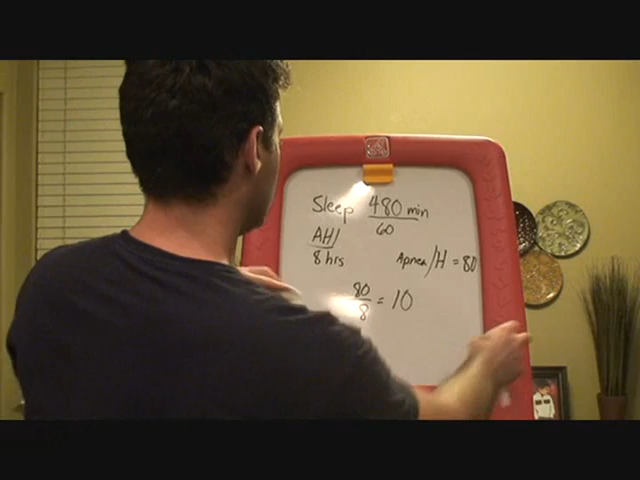 Sleep 480 min
60
AHI
8 hrs
Apnea/H = 80
80
8 = 10